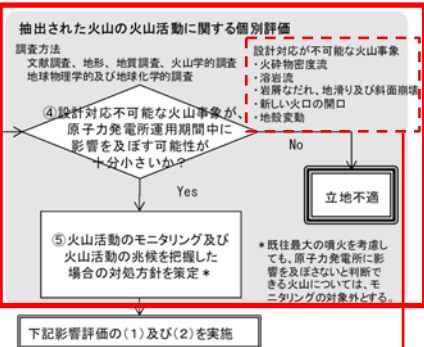 抽出された火山の火山活動に関する個別評価
調査方法
文献調査、地形、地質調査、火山学的調査
地球物理学的及び地球化学的調査
設計対応が不可能な火山事象
・火砕物密度流
・溶岩流
・岩屑なだれ、地滑り及び斜面崩壊
・新しい火口の開口
・地殻変動
④設計対応不可能な火山事象が、
原子力発電所運用期間中に
影響を及ぼす可能性が
十分小さいか？
No
Yes
立地不適
⑤火山活動のモニタリング及び
火山活動の兆候を把握した
場合の対処方針を策定＊
＊既往最大の噴火を考慮し
ても、原子力発電所に影
響を及ぼさないと判断で
きる火山については、モ
ニタリングの対象外とする。
下記影響評価の(1)及び(2)を実施